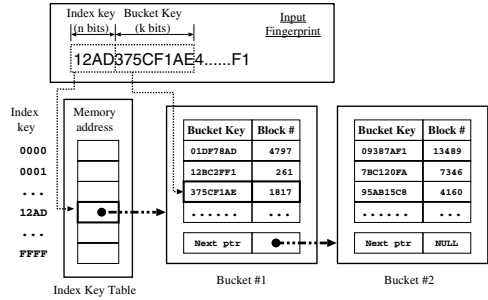 Index key
(n bits)
Bucket Key
(k bits)
Input
Fingerprint
12AD375CF1AE4......F1
Index
key
Memory
address
0000
0001
...
12AD
...
FFFF
Index Key Table
Bucket Key Block #
01DF78AD 4797
12BC2FF1 261
375CF1AE 1817
...... ...
Next ptr
Bucket #1
Bucket Key Block #
09387AF1 13489
7BC120FA 7346
95AB15C8 4160
...... ...
Next ptr NULL
Bucket #2